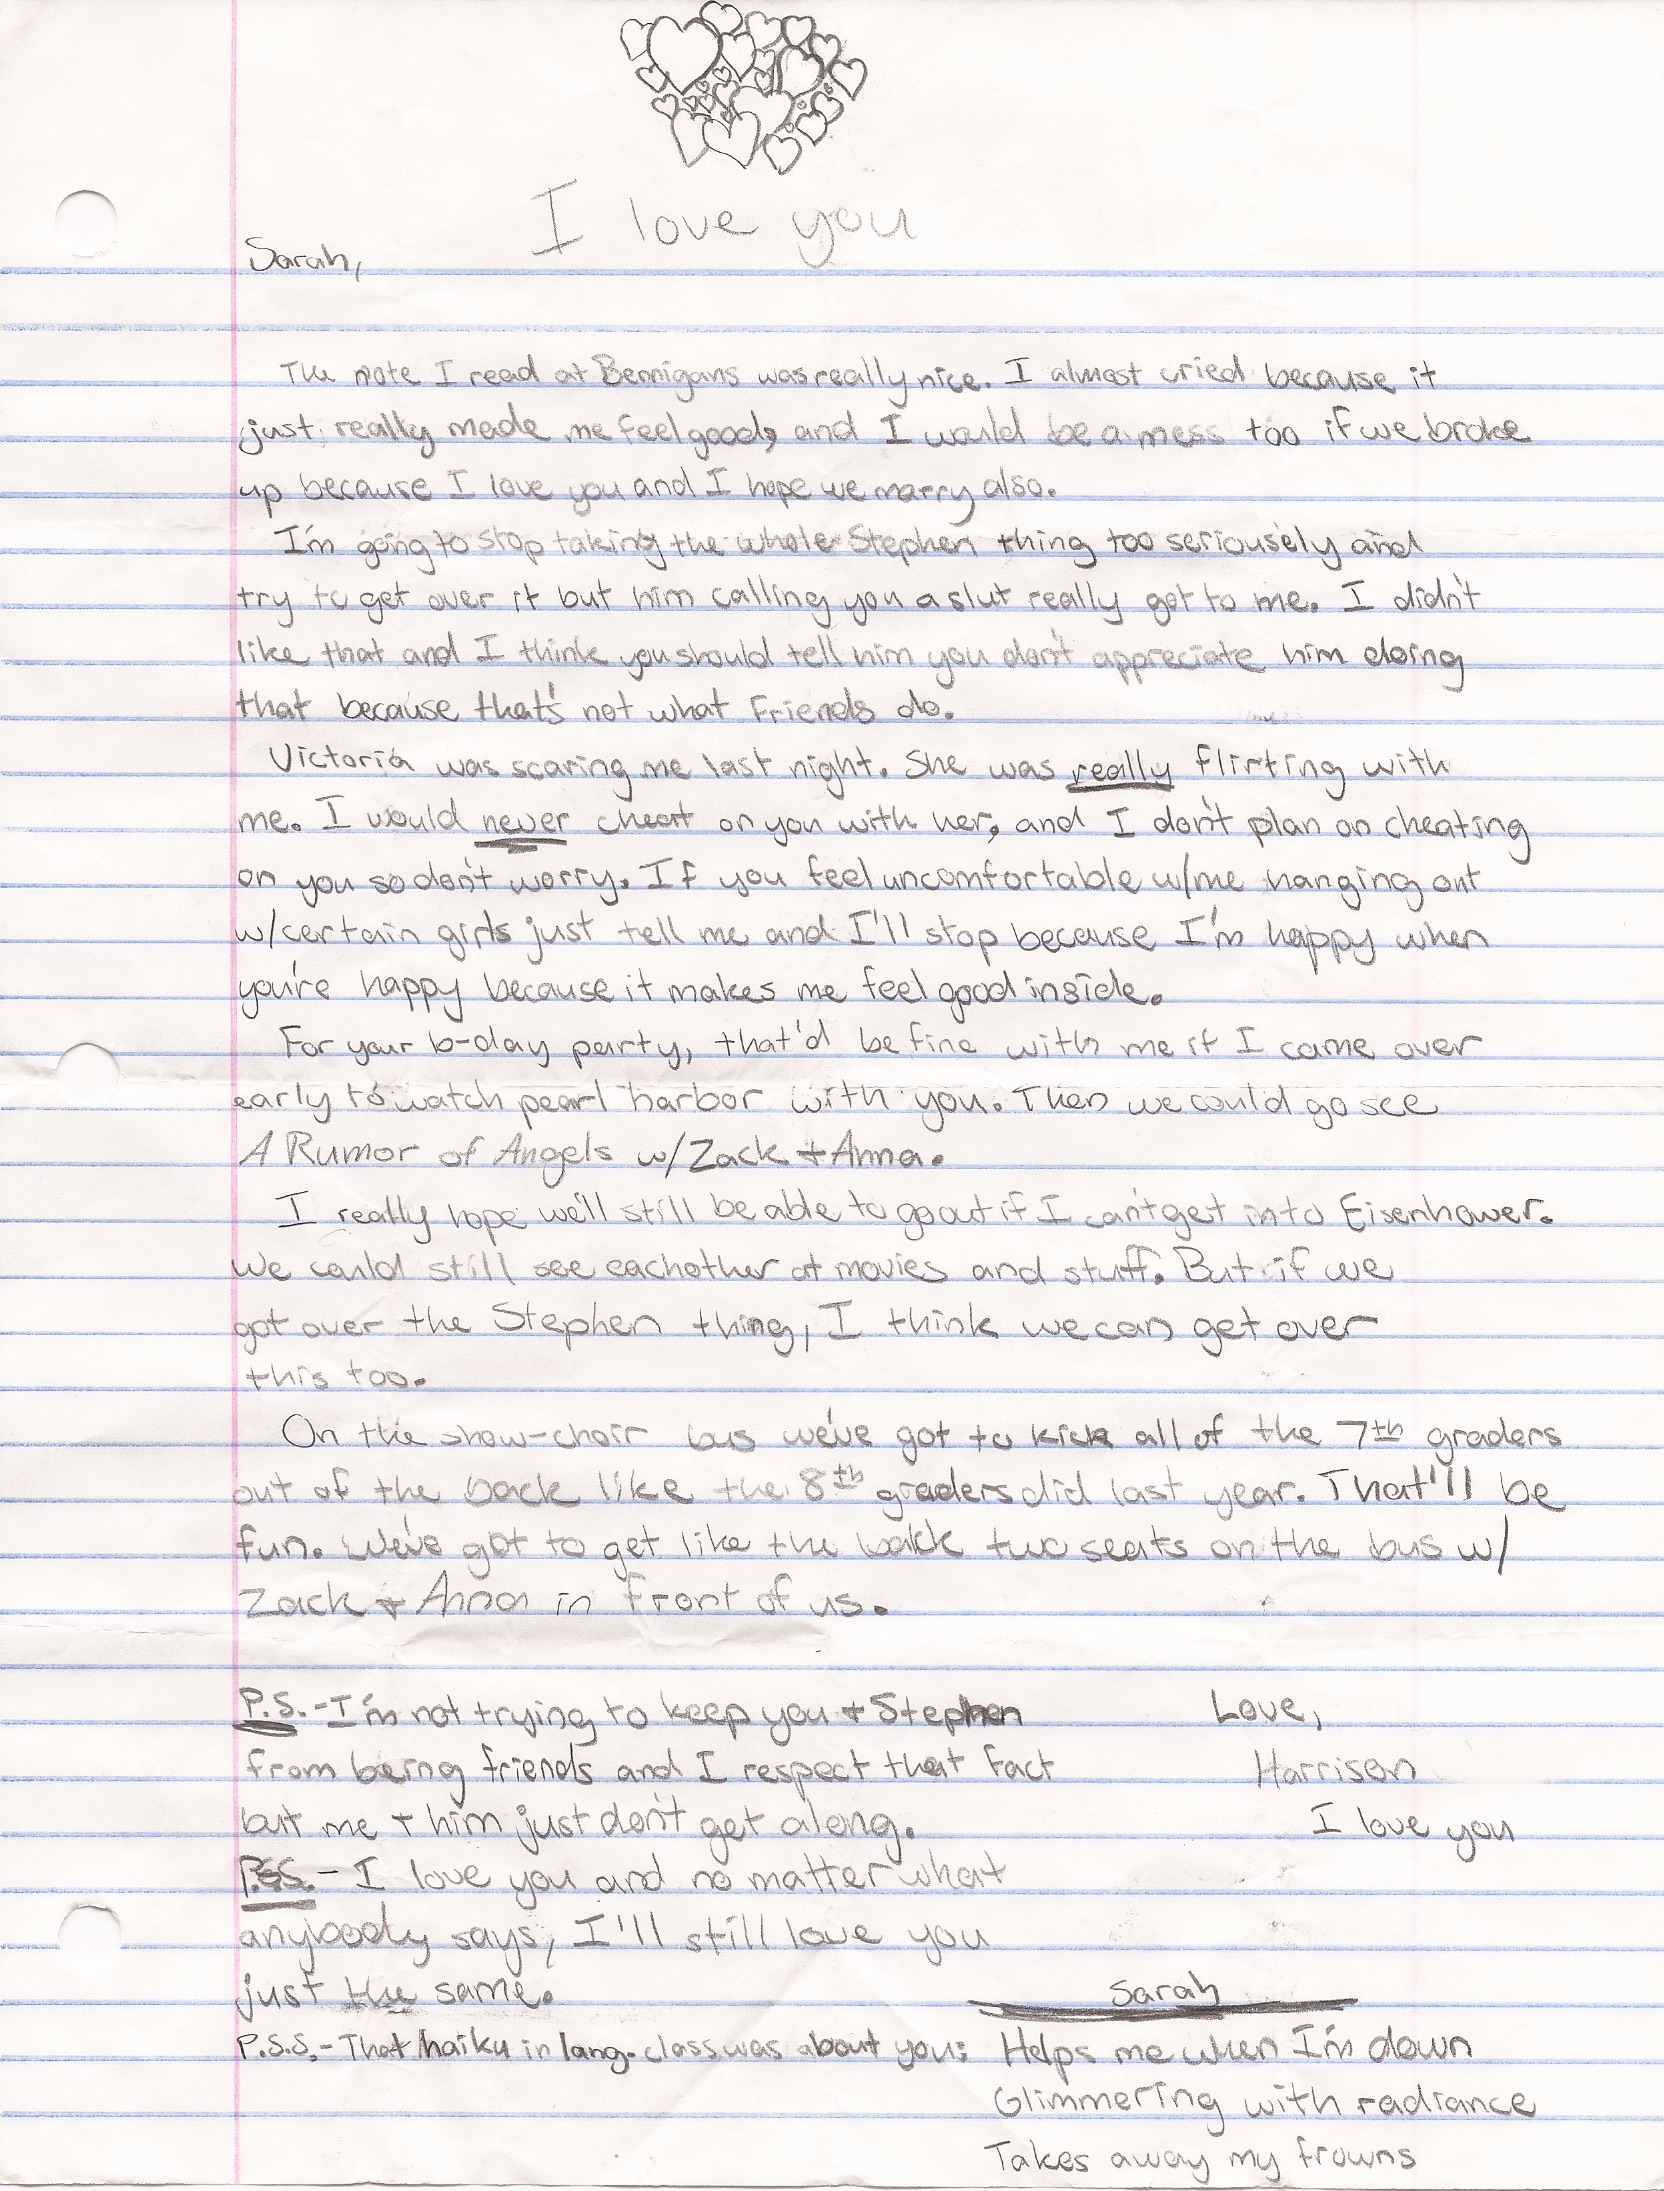 I love you
Sarah,
The note I read at Bennigans was really nice. I almost cried because it
just really made me feel good, and I would be a mess too if we broke
up because I love you and I hope we marry also.
I'm going to stop taking the whole Stephen thing too seriousely and
try to get over it but him calling you a slut really got to me. I didn't
like that and I think you should tell him you don't appreciate him doing
that because that's not what friends do.
Victoria was scaring me last night. She was really flirting with
me. I would never cheat on you with her, and I don't plan on cheating
on you so don't worry. If you feel uncomfortable w/me hanging out
w/certain girls just tell me and I'll stop because I'm happy when
you're happy because it makes me feel good inside.
For your b-day party, that'd be fine with me if I came over
early to watch pearl harbor with you. Then we could go see
A Rumor of Angels w/Zack + Anna.
I really hope we'll still be able to go out if I can't get into Eisenhower.
We could still see eachother at movies and stuff. But if we
got over the Stephen thing, I think we can get over
this too.
On the show-choir bus we've got to kick all of the 7th graders
out of the back like the 8th graders did last year. That'll be
fun. We've got to get like the back two seats on the bus w/
Zack + Anna in front of us.
P.S.-I'm not trying to keep you + Stephen
from being friends and I respect that fact
but me + him just don't get along.
Love,
Harrison
I love you
P.S.S.- I love you and no matter what
anybody says, I'll still love you
just the same.
P.S.S.- That haiku in lang. class was about you:
Sarah
Helps me when I'm down
Glimmering with radiance
Takes away my frowns